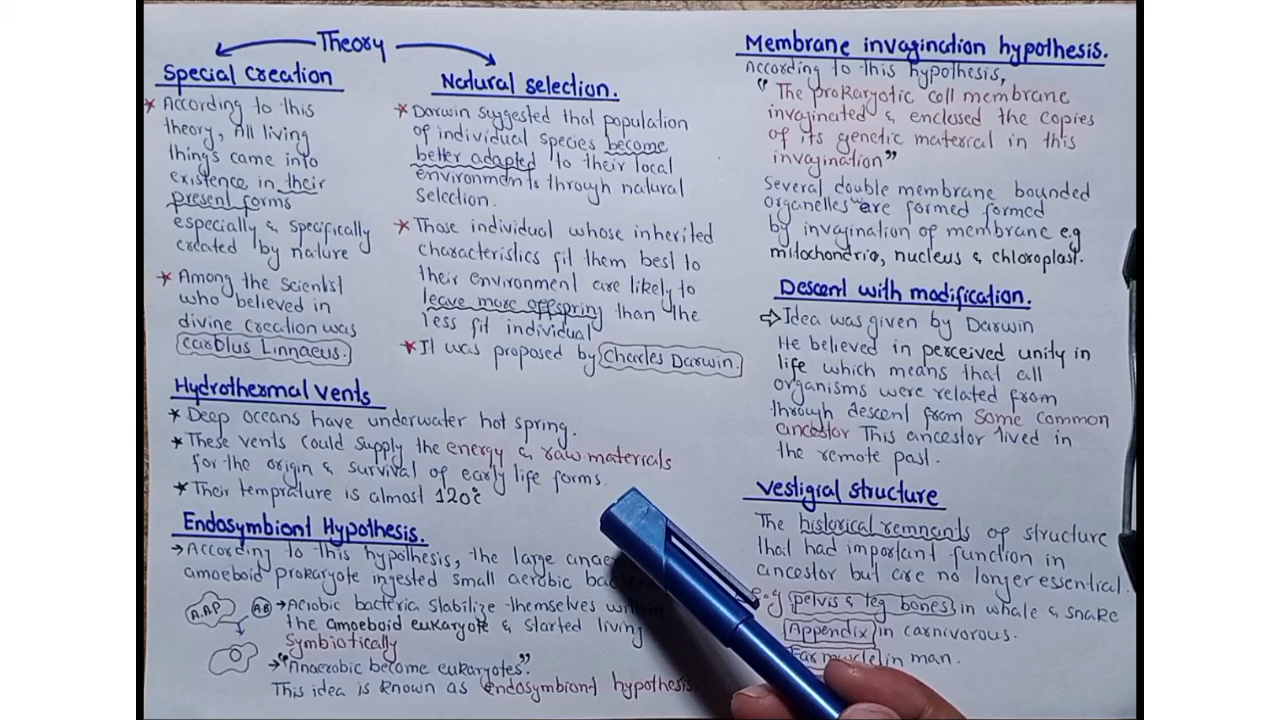 Theory
Special creation
* According to this
theory, All living
things came into
existence in their
present forms
especially & specifically
created by nature
* Among the scientist
who believed in
divine creation was
carolus Linnaeus.
Natural selection.
* Darwin suggested that population
of individual species become
better adapted to their local
environments through natural
selection.
* Those individual whose inherited
characteristics fit them best to
their environment are likely to
leave more offspring than the
less fit individual
* It was proposed by Charles Darwin.
Hydrothermal vents
* Deep oceans have underwater hot spring.
* These vents could supply the energy & raw materials
for the origin & survival of early life forms.
* Their temprature is almost 120°c
Endosymbiont Hypothesis.
→ According to this hypothesis, the large
amoeboid prokaryote ingested small aerobic
A.A.P AB → Aerobic bacteria stabilize themselves
the amoeboid eukaryote & started living
symbiotically
→ "Anaerobic become eukaryotes"
This idea is known as endosymbiont hypothesis
Membrane invagination hypothesis.
According to this hypothesis,
"The prokaryotic cell membrane
invaginated & enclosed the copies
of its genetic material in this
invagination"
Several double membrane bounded
organelles are formed formed
by invagination of membrane e.g
mitochondria, nucleus & chloroplast.
Descent with modification.
⇒ Idea was given by Darwin
He believed in perceived unity in
life which means that all
organisms were related from
through descent from some common
ancestor This ancestor lived in
the remote past.
Vestigial structure
The historical remnants of structure
that had important function in
ancestor but are no longer essential.
e.g pelvis & leg bones in whale & snake
Appendix in carnivorous.
Ear muscle in man.